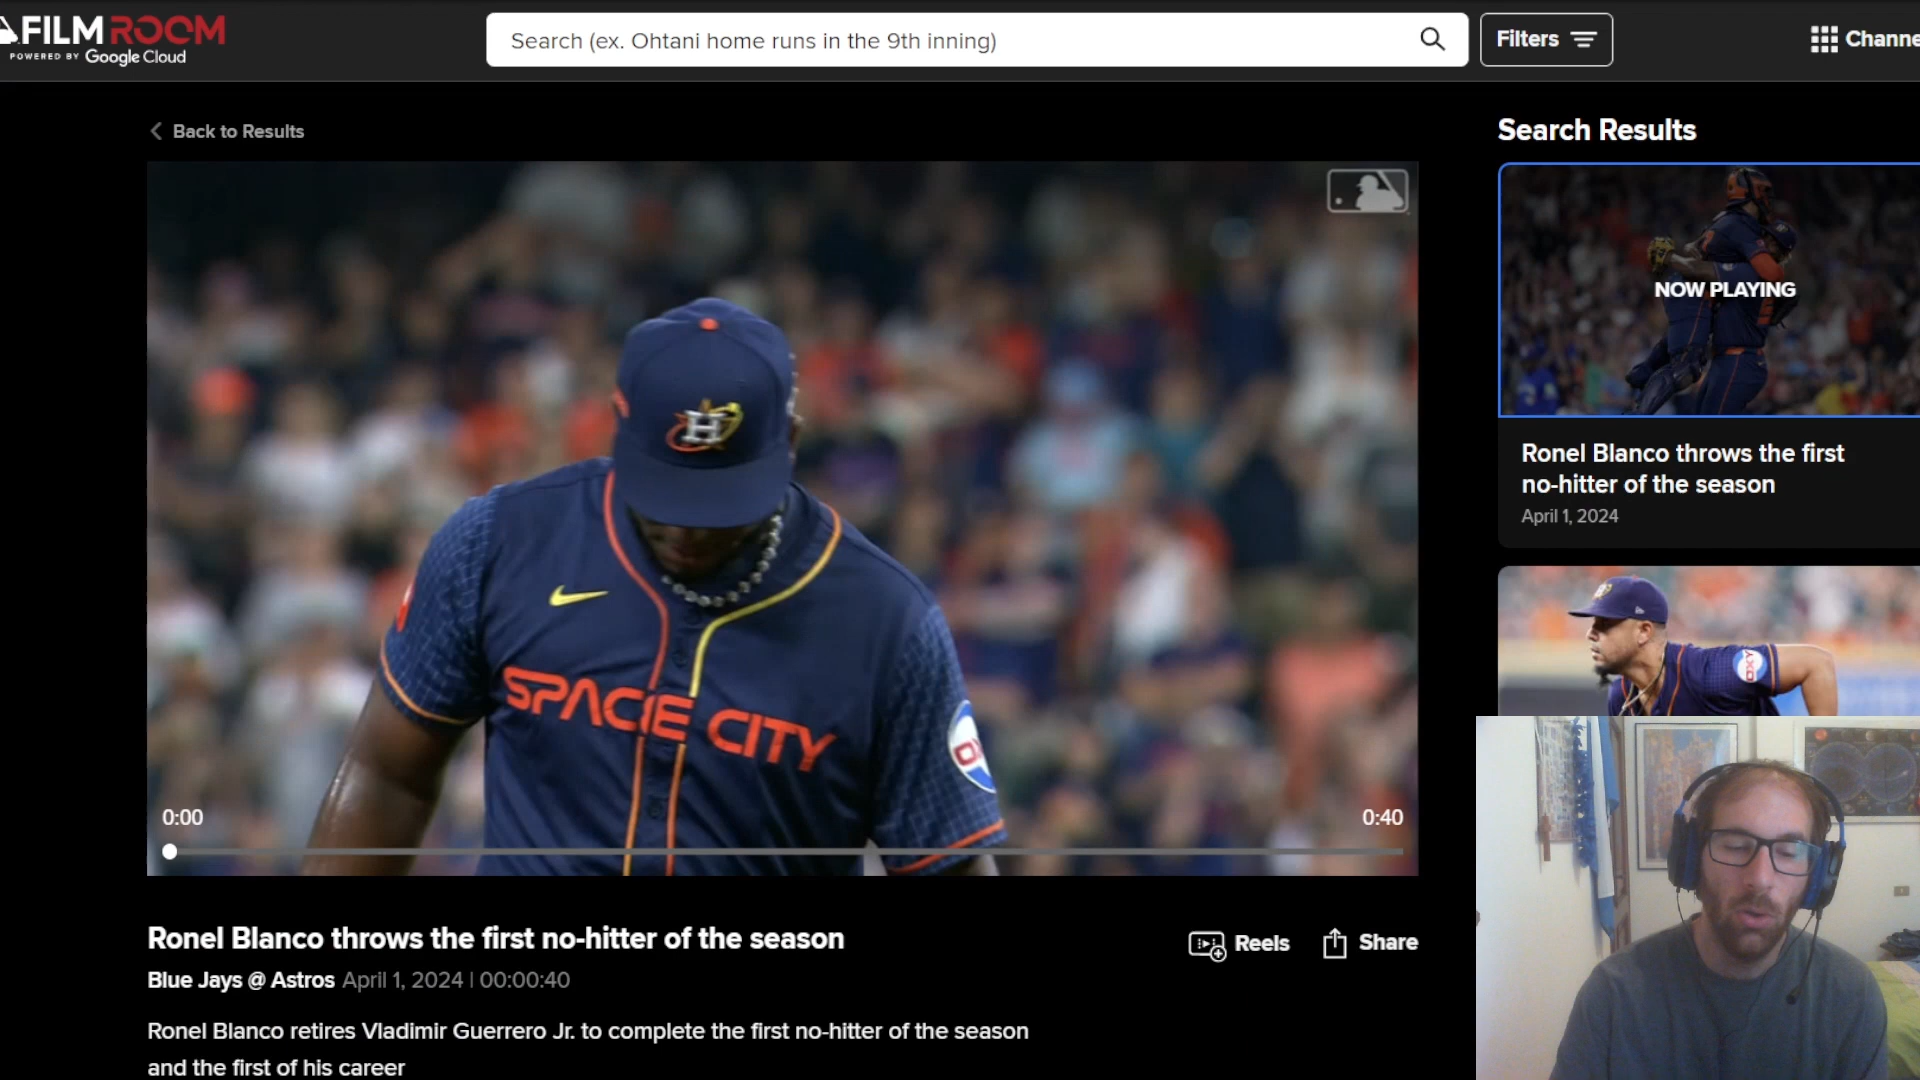 FILMROOM
POWERED BY Google Cloud
Search (ex. Ohtani home runs in the 9th inning)
Filters
Channe
Back to Results
Search Results
H
SPACE CITY
OXY
0:00
0:40
NOW PLAYING
Ronel Blanco throws the first
no-hitter of the season
April 1, 2024
OXY
Ronel Blanco throws the first no-hitter of the season
Reels
Share
Blue Jays @ Astros April 1, 2024 | 00:00:40
Ronel Blanco retires Vladimir Guerrero Jr. to complete the first no-hitter of the season
and the first of his career